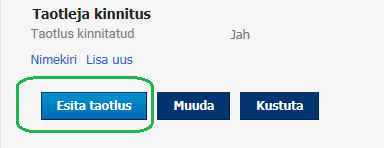 Taotleja kinnitus
Taotlus kinnitatud Jah
Nimekiri Lisa uus
Esita taotlus Muuda Kustuta